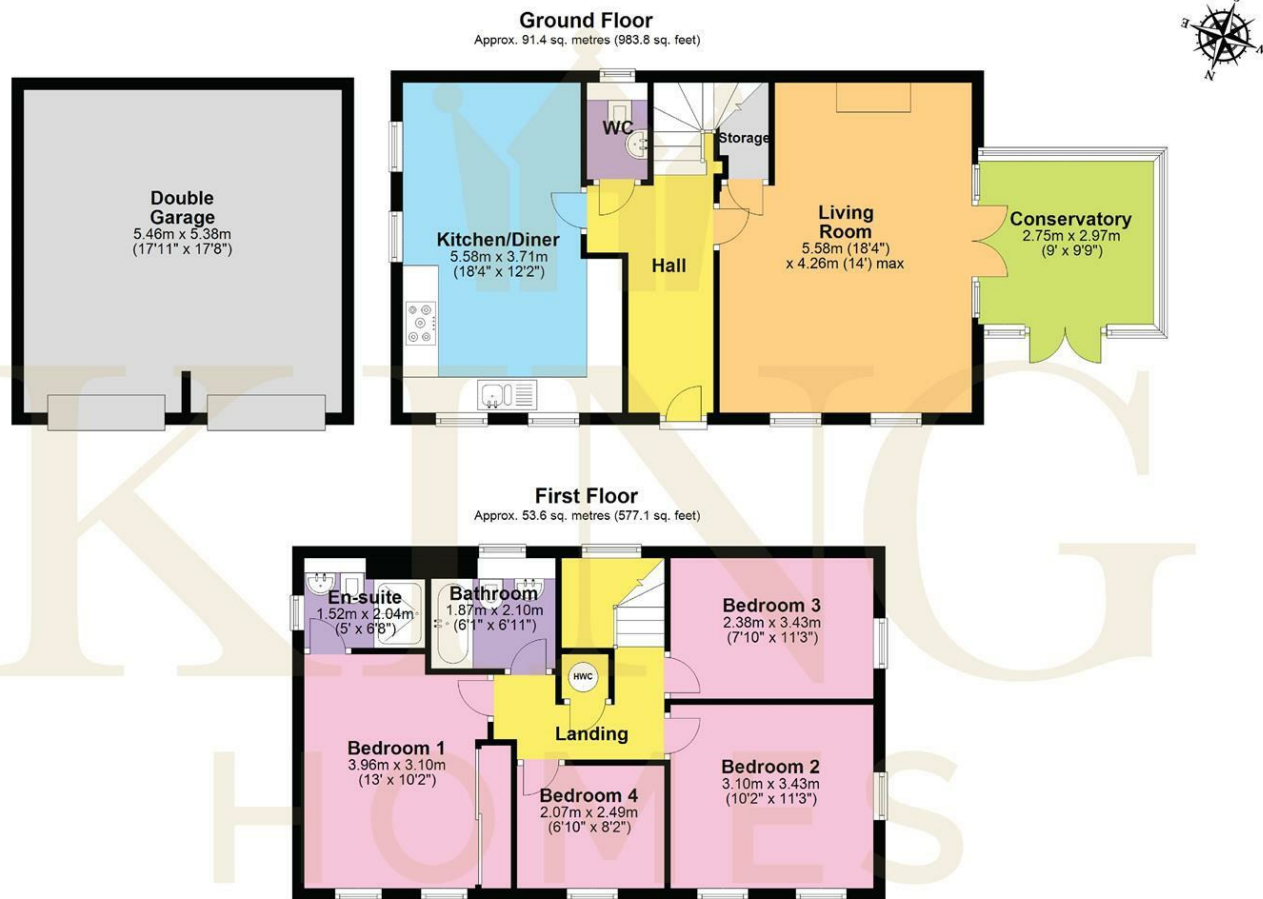 Ground Floor
Approx. 91.4 sq. metres (983.8 sq. feet)
E
W
N
Double
Garage
5.46m x 5.38m
(17'11" x 17'8")
Kitchen/Diner
5.58m x 3.71m
(18'4" x 12'2")
WC
Storage
Hall
Living
Room
5.58m (18'4")
x 4.26m (14') max
Conservatory
2.75m x 2.97m
(9' x 9'9")
KING
HOMES
First Floor
Approx. 53.6 sq. metres (577.1 sq. feet)
En-suite
1.52m x 2.04m
(5' x 6'8")
Bathroom
1.87m x 2.10m
(6'1" x 6'11")
Bedroom 3
2.38m x 3.43m
(7'10" x 11'3")
HWC
Landing
Bedroom 1
3.96m x 3.10m
(13' x 10'2")
Bedroom 4
2.07m x 2.49m
(6'10" x 8'2")
Bedroom 2
3.10m x 3.43m
(10'2" x 11'3")